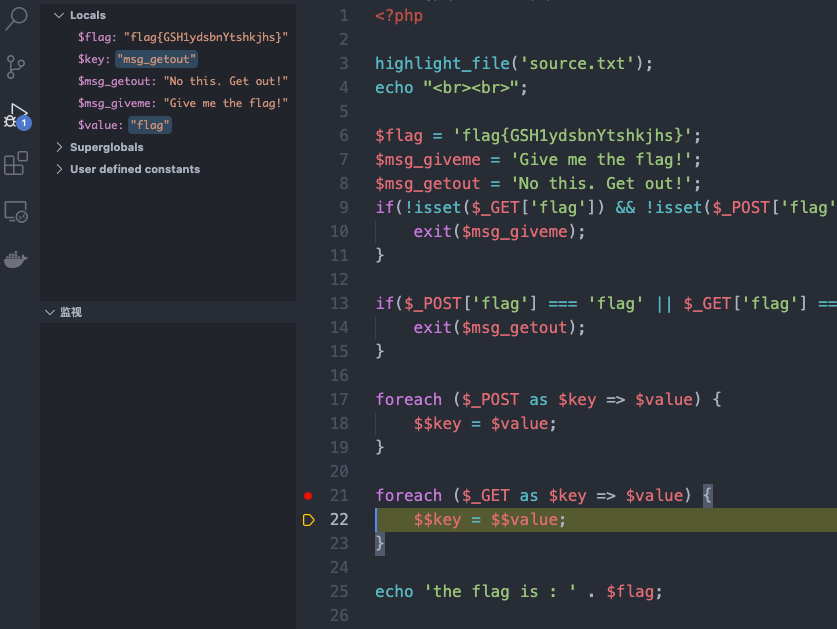 Locals
$flag: "flag{GSH1ydsbnYtshkjhs}"
$key: "msg_getout"
$msg_getout: "No this. Get out!"
$msg_giveme: "Give me the flag!"
$value: "flag"
Superglobals
User defined constants
1
监视
1 <?php
2
3 highlight_file('source.txt');
4 echo "<br><br>";
5
6 $flag = 'flag{GSH1ydsbnYtshkjhs}';
7 $msg_giveme = 'Give me the flag!';
8 $msg_getout = 'No this. Get out!';
9 if(!isset($_GET['flag']) && !isset($_POST['flag'
10 exit($msg_giveme);
11 }
12
13 if($_POST['flag'] === 'flag' || $_GET['flag'] ==
14 exit($msg_getout);
15 }
16
17 foreach ($_POST as $key => $value) {
18 $$key = $value;
19 }
20
21 foreach ($_GET as $key => $value) {
22 $$key = $$value;
23 }
24
25 echo 'the flag is : ' . $flag;
26